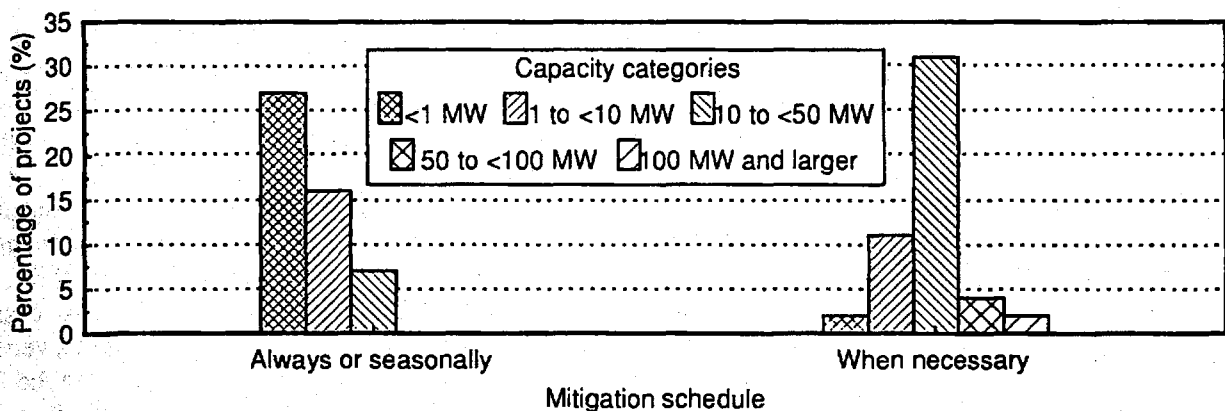 Percentage of projects (%)
35
30
25
20
15
10
5
0
Capacity categories
<1 MW 1 to <10 MW 10 to <50 MW
50 to <100 MW 100 MW and larger
Always or seasonally When necessary
Mitigation schedule